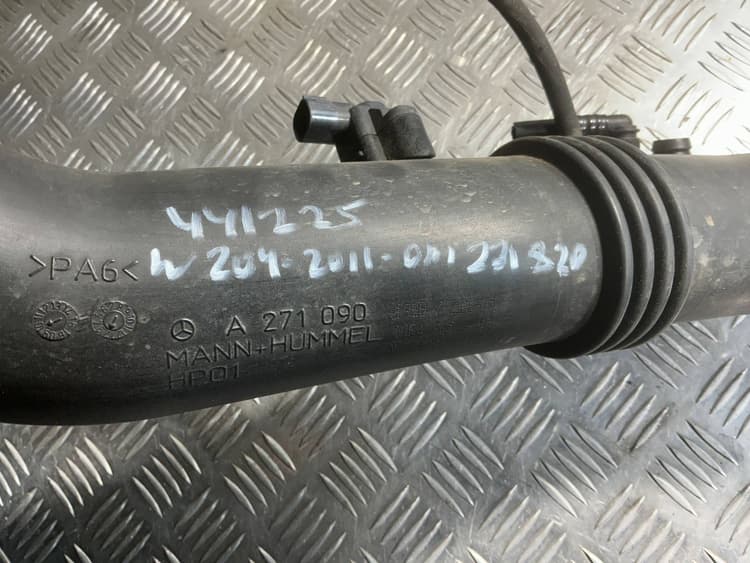 441225
W 204-2011-om 271 820
>PA6<
A 271 090
MANN+HUMMEL
HP01